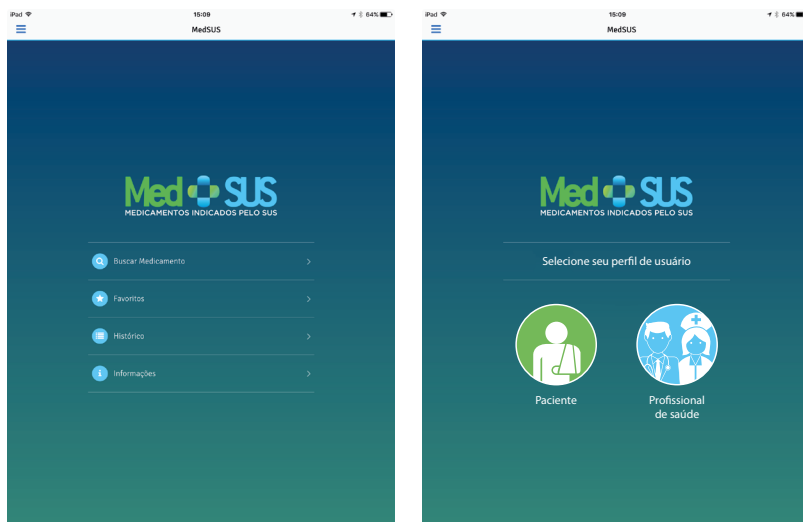 iPad 15:09 64%
MedSUS
Med SUS
MEDICAMENTOS INDICADOS PELO SUS
Buscar Medicamento
Favoritos
Histórico
Informações
iPad 15:09 64%
MedSUS
Med SUS
MEDICAMENTOS INDICADOS PELO SUS
Selecione seu perfil de usuário
Paciente
Profissional
de saúde